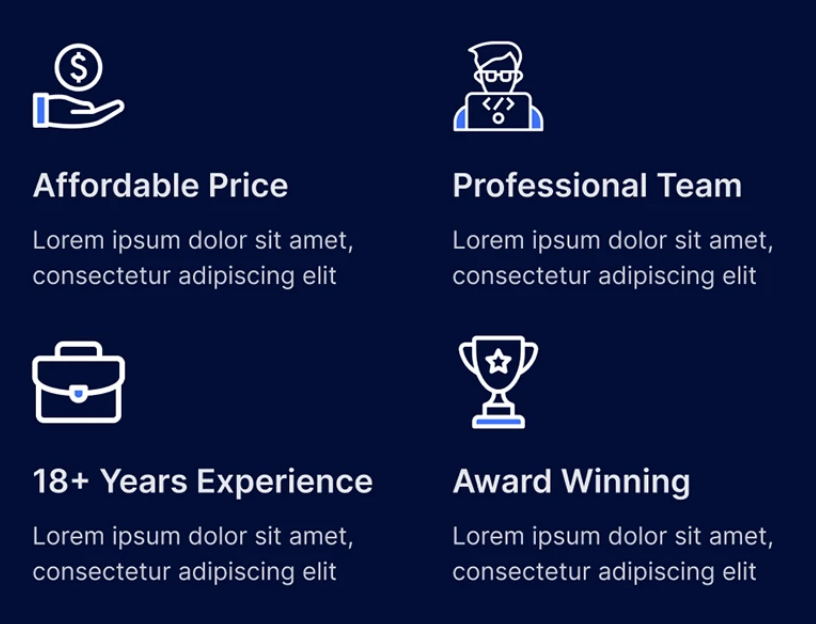 $
Affordable Price
Lorem ipsum dolor sit amet,
consectetur adipiscing elit
</>
Professional Team
Lorem ipsum dolor sit amet,
consectetur adipiscing elit
18+ Years Experience
Lorem ipsum dolor sit amet,
consectetur adipiscing elit
Award Winning
Lorem ipsum dolor sit amet,
consectetur adipiscing elit